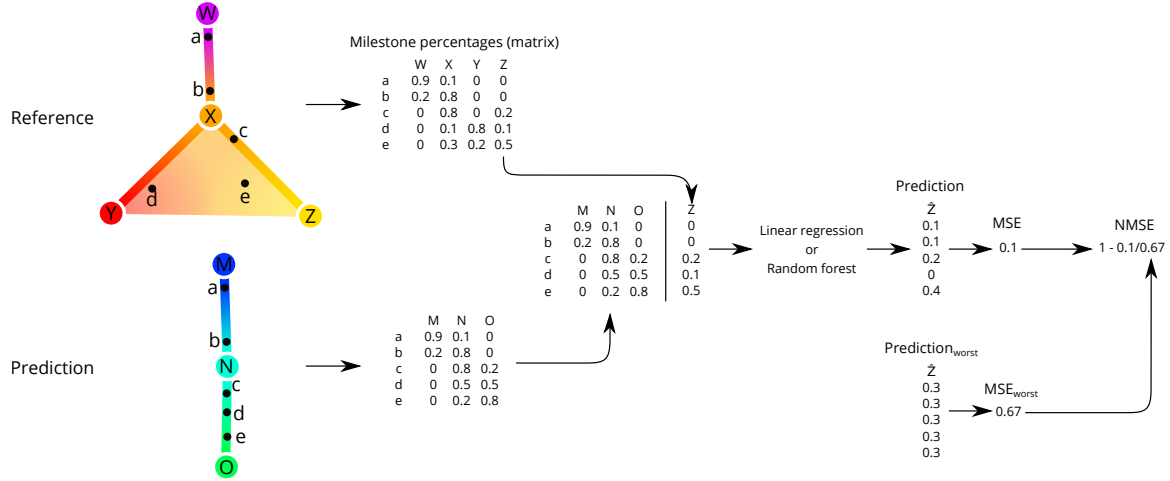 Reference
W
a
b
X
c
d
e
Y
Z
Milestone percentages (matrix)
W X Y Z
a 0.9 0.1 0 0
b 0.2 0.8 0 0
c 0 0.8 0 0.2
d 0 0.1 0.8 0.1
e 0 0.3 0.2 0.5
Prediction
M
a
b
N
c
d
e
O
M N O
a 0.9 0.1 0
b 0.2 0.8 0
c 0 0.8 0.2
d 0 0.5 0.5
e 0 0.2 0.8
M N O Z
a 0.9 0.1 0 0
b 0.2 0.8 0 0
c 0 0.8 0.2 0.2
d 0 0.5 0.5 0.1
e 0 0.2 0.8 0.5
Linear regression
or
Random forest
Prediction
Ẑ
0.1
0.1
0.2
0
0.4
MSE
0.1
NMSE
1 - 0.1/0.67
Predictionworst
Ẑ
0.3
0.3
0.3
0.3
0.3
MSEworst
0.67